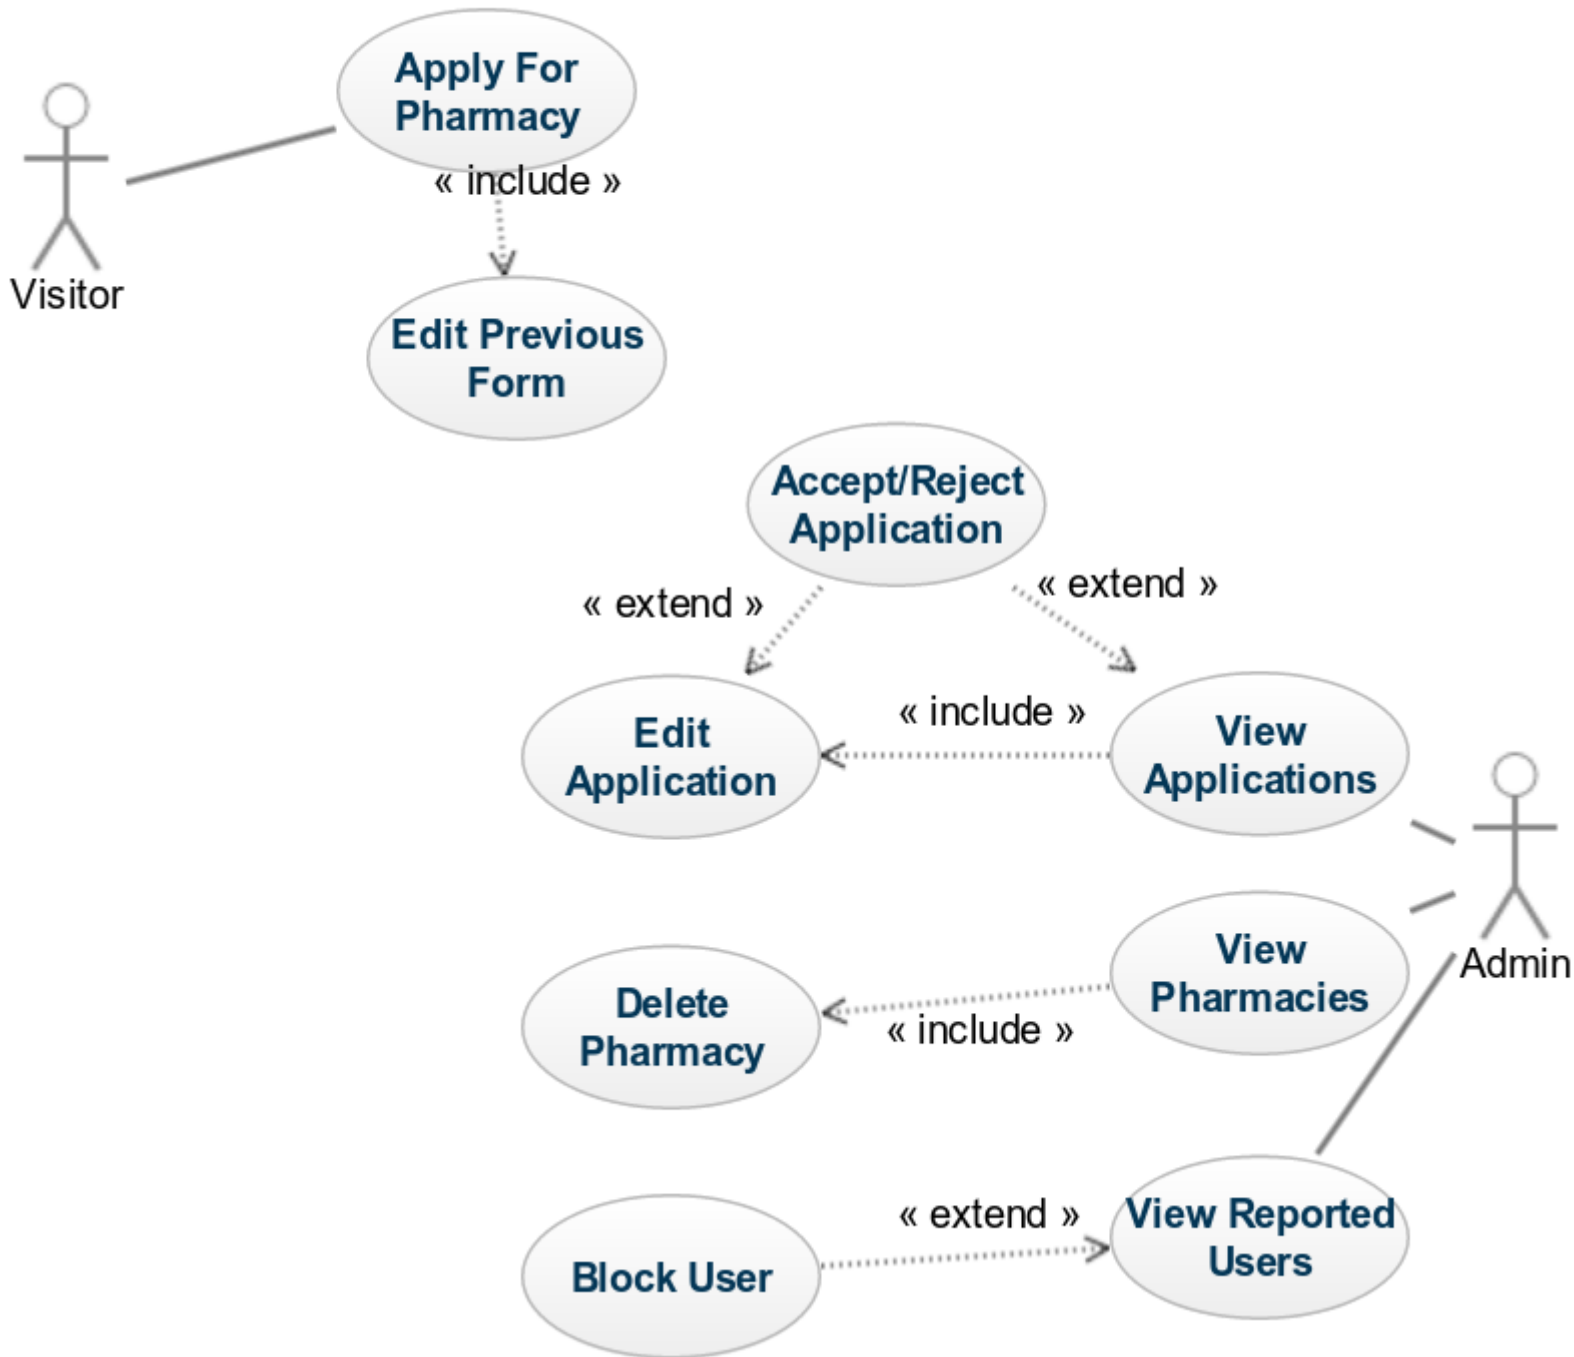 Apply For
Pharmacy
« include »
Visitor
Edit Previous
Form
Accept/Reject
Application
« extend »
« extend »
Edit
Application
« include »
View
Applications
Admin
Delete
Pharmacy
« include »
View
Pharmacies
Block User
« extend »
View Reported
Users